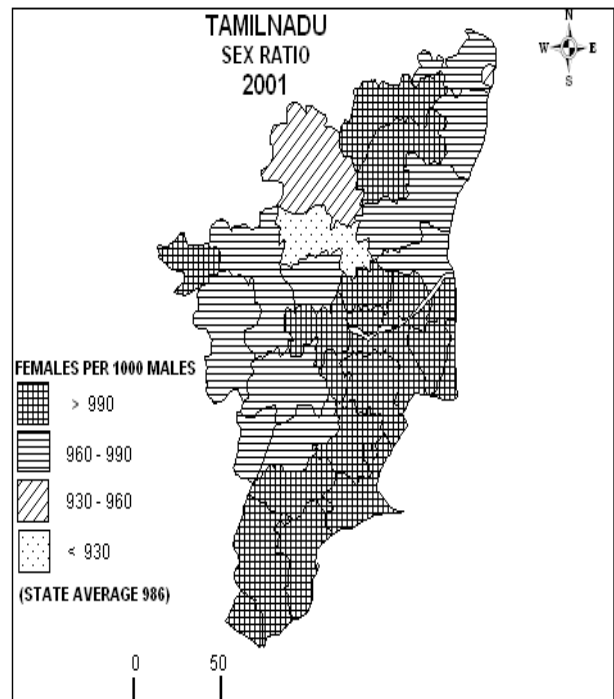 TAMILNADU
SEX RATIO
2001
N
W E
S
FEMALES PER 1000 MALES
> 990
960 - 990
930 - 960
< 930
(STATE AVERAGE 986)
0 50